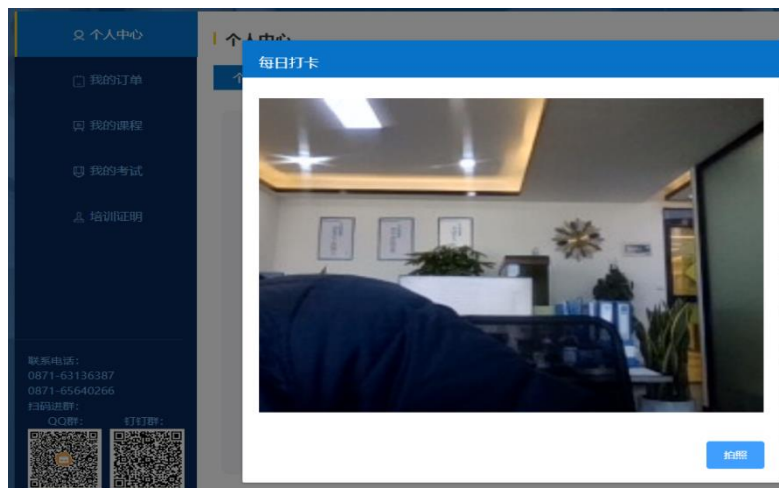 个人中心
我的订单
我的课程
我的考试
培训证明
联系电话：
0871-63136387
0871-65640266
扫码进群：
QQ群：
钉钉群：
个人中心
个
每日打卡
拍照